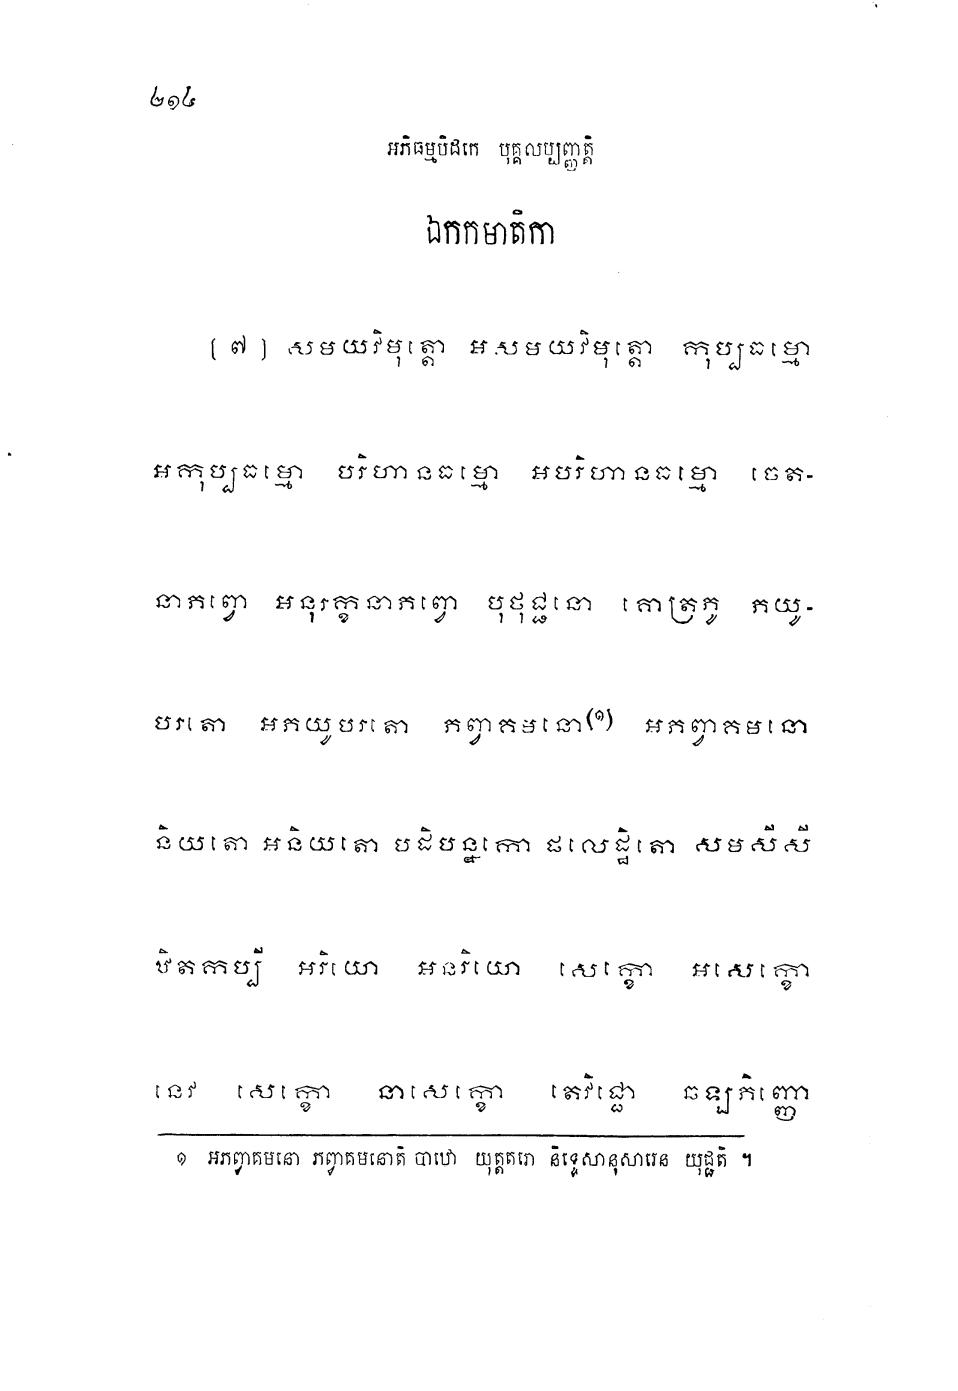 ២១៤
អភិធម្មបិដកេ បុគ្គលប្បញ្ញត្តិ
ឯកកមាតិកា
[ ៧ ] សមយវិមុត្តោ អសមយវិមុត្តោ កុប្បធម្មោ
អកុប្បធម្មោ បរិហានធម្មោ អបរិហានធម្មោ ចេត-
នាភព្វោ អនុរក្ខនាភព្វោ បុថុជ្ជនោ គោត្រភូ ភយូ-
បរតោ អភយូបរតោ ភព្វាគមនោ(១) អភព្វាគមនោ
និយតោ អនិយតោ បដិបន្នកោ ផលេដ្ឋិតោ សមសីសី
ឋិតកប្បី អរិយោ អនរិយោ សេក្ខោ អសេក្ខោ
នេវ សេក្ខោ នាសេក្ខោ តេវិជ្ជោ ឆឡភិញ្ញោ
១ អភព្វាគមនោ ភព្វាគមនោតិ បាឋោ យុត្តតរោ និទ្ទេសានុសារេន យុជ្ជតិ ។